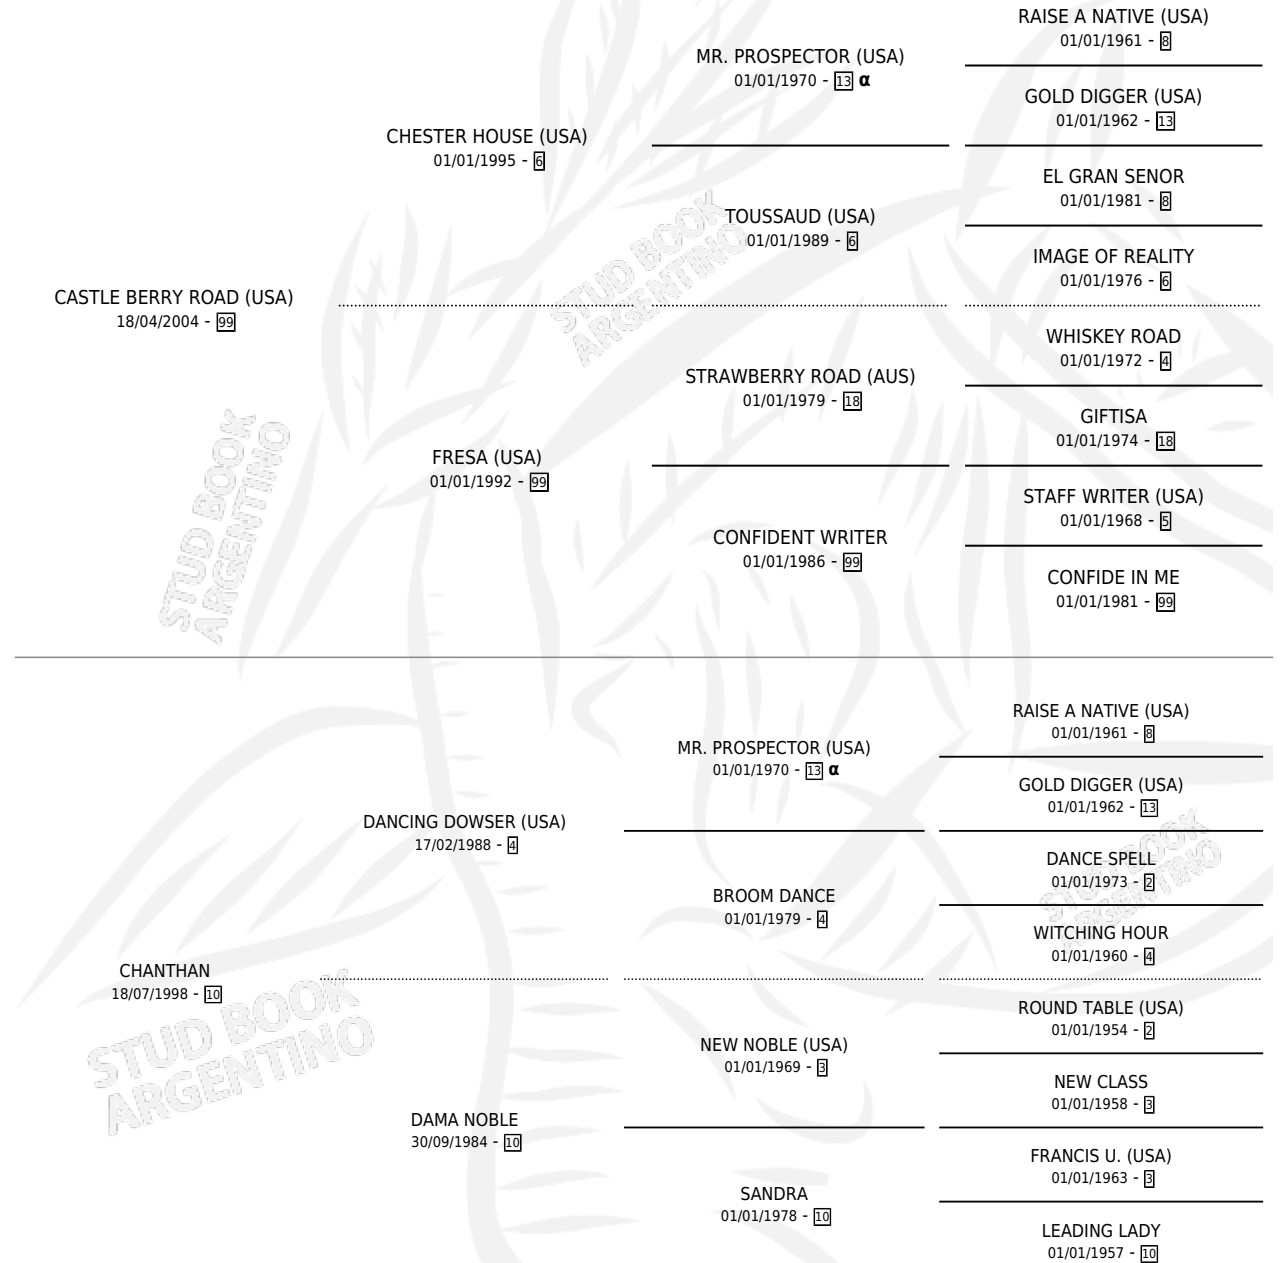 RAISE A NATIVE (USA)
01/01/1961 - 8
MR. PROSPECTOR (USA)
01/01/1970 - 13 α
GOLD DIGGER (USA)
01/01/1962 - 13
CHESTER HOUSE (USA)
01/01/1995 - 6
EL GRAN SENOR
01/01/1981 - 8
TOUSSAUD (USA)
01/01/1989 - 6
IMAGE OF REALITY
01/01/1976 - 6
CASTLE BERRY ROAD (USA)
18/04/2004 - 99
WHISKEY ROAD
01/01/1972 - 4
STRAWBERRY ROAD (AUS)
01/01/1979 - 18
GIFTISA
01/01/1974 - 18
FRESA (USA)
01/01/1992 - 99
STAFF WRITER (USA)
01/01/1968 - 5
CONFIDENT WRITER
01/01/1986 - 99
CONFIDE IN ME
01/01/1981 - 99
RAISE A NATIVE (USA)
01/01/1961 - 8
MR. PROSPECTOR (USA)
01/01/1970 - 13 α
GOLD DIGGER (USA)
01/01/1962 - 13
DANCING DOWSER (USA)
17/02/1988 - 4
DANCE SPELL
01/01/1973 - 2
BROOM DANCE
01/01/1979 - 4
WITCHING HOUR
01/01/1960 - 4
CHANTHAN
18/07/1998 - 10
ROUND TABLE (USA)
01/01/1954 - 2
NEW NOBLE (USA)
01/01/1969 - 3
NEW CLASS
01/01/1958 - 3
DAMA NOBLE
30/09/1984 - 10
FRANCIS U. (USA)
01/01/1963 - 3
SANDRA
01/01/1978 - 10
LEADING LADY
01/01/1957 - 10
STUD BOOK
ARGENTINO
STUD BOOK
ARGENTINO
STUD BOOK
ARGENTINO
STUD BOOK
ARGENTINO